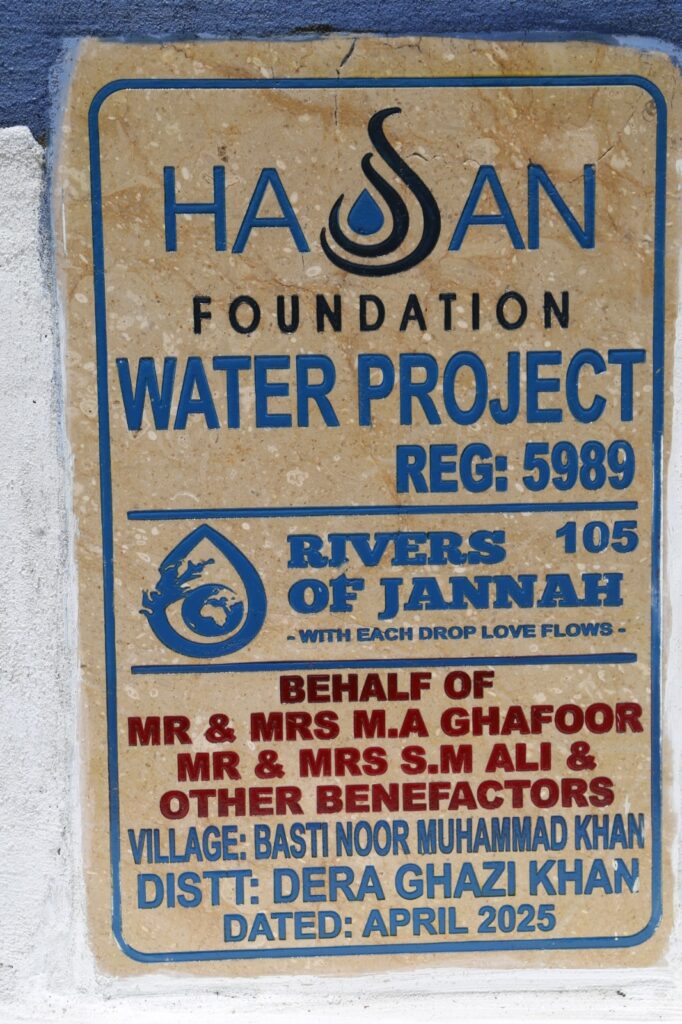 HASSAN
FOUNDATION
WATER PROJECT
REG: 5989
RIVERS 105
OF JANNAH
- WITH EACH DROP LOVE FLOWS -
BEHALF OF
MR & MRS M.A GHAFOOR
MR & MRS S.M ALI &
OTHER BENEFACTORS
VILLAGE: BASTI NOOR MUHAMMAD KHAN
DISTT: DERA GHAZI KHAN
DATED: APRIL 2025